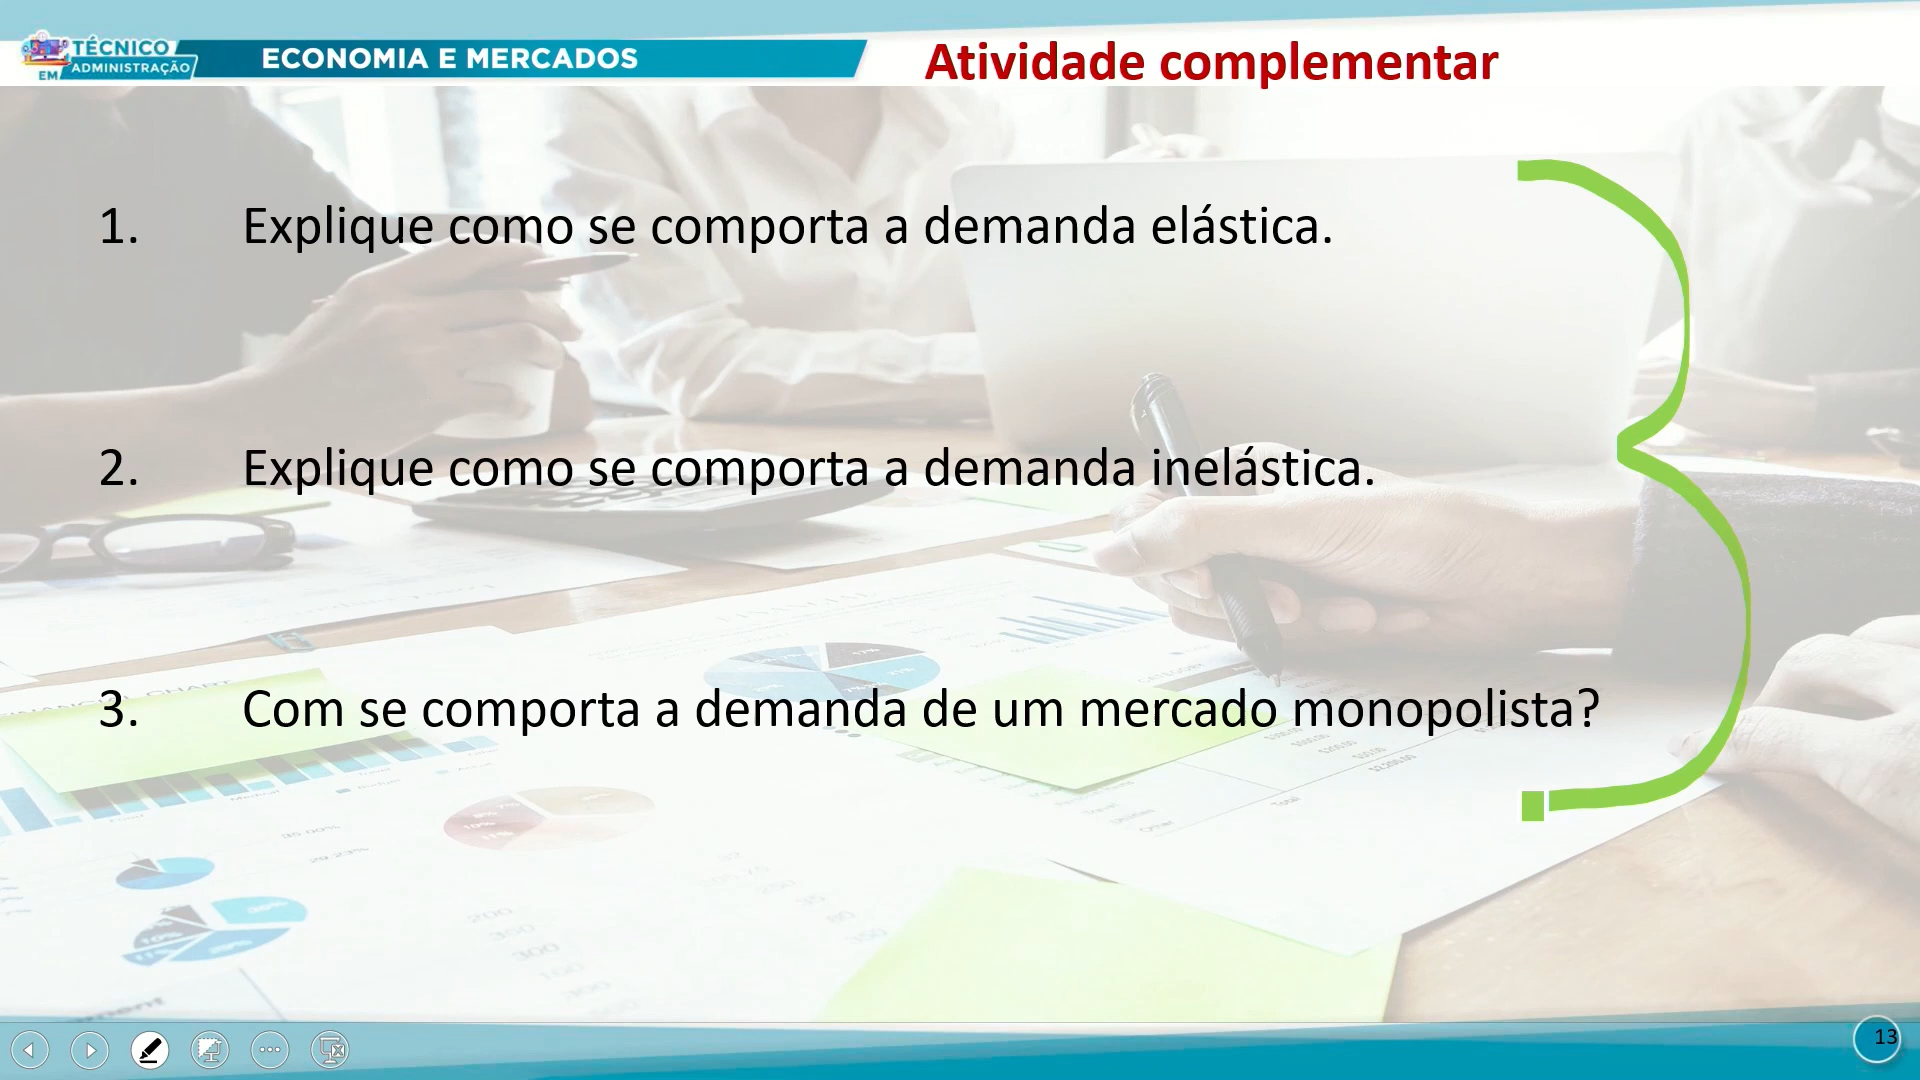 TÉCNICO
EM ADMINISTRAÇÃO
ECONOMIA E MERCADOS
Atividade complementar
1. Explique como se comporta a demanda elástica.
2. Explique como se comporta a demanda inelástica.
3. Com se comporta a demanda de um mercado monopolista?
13